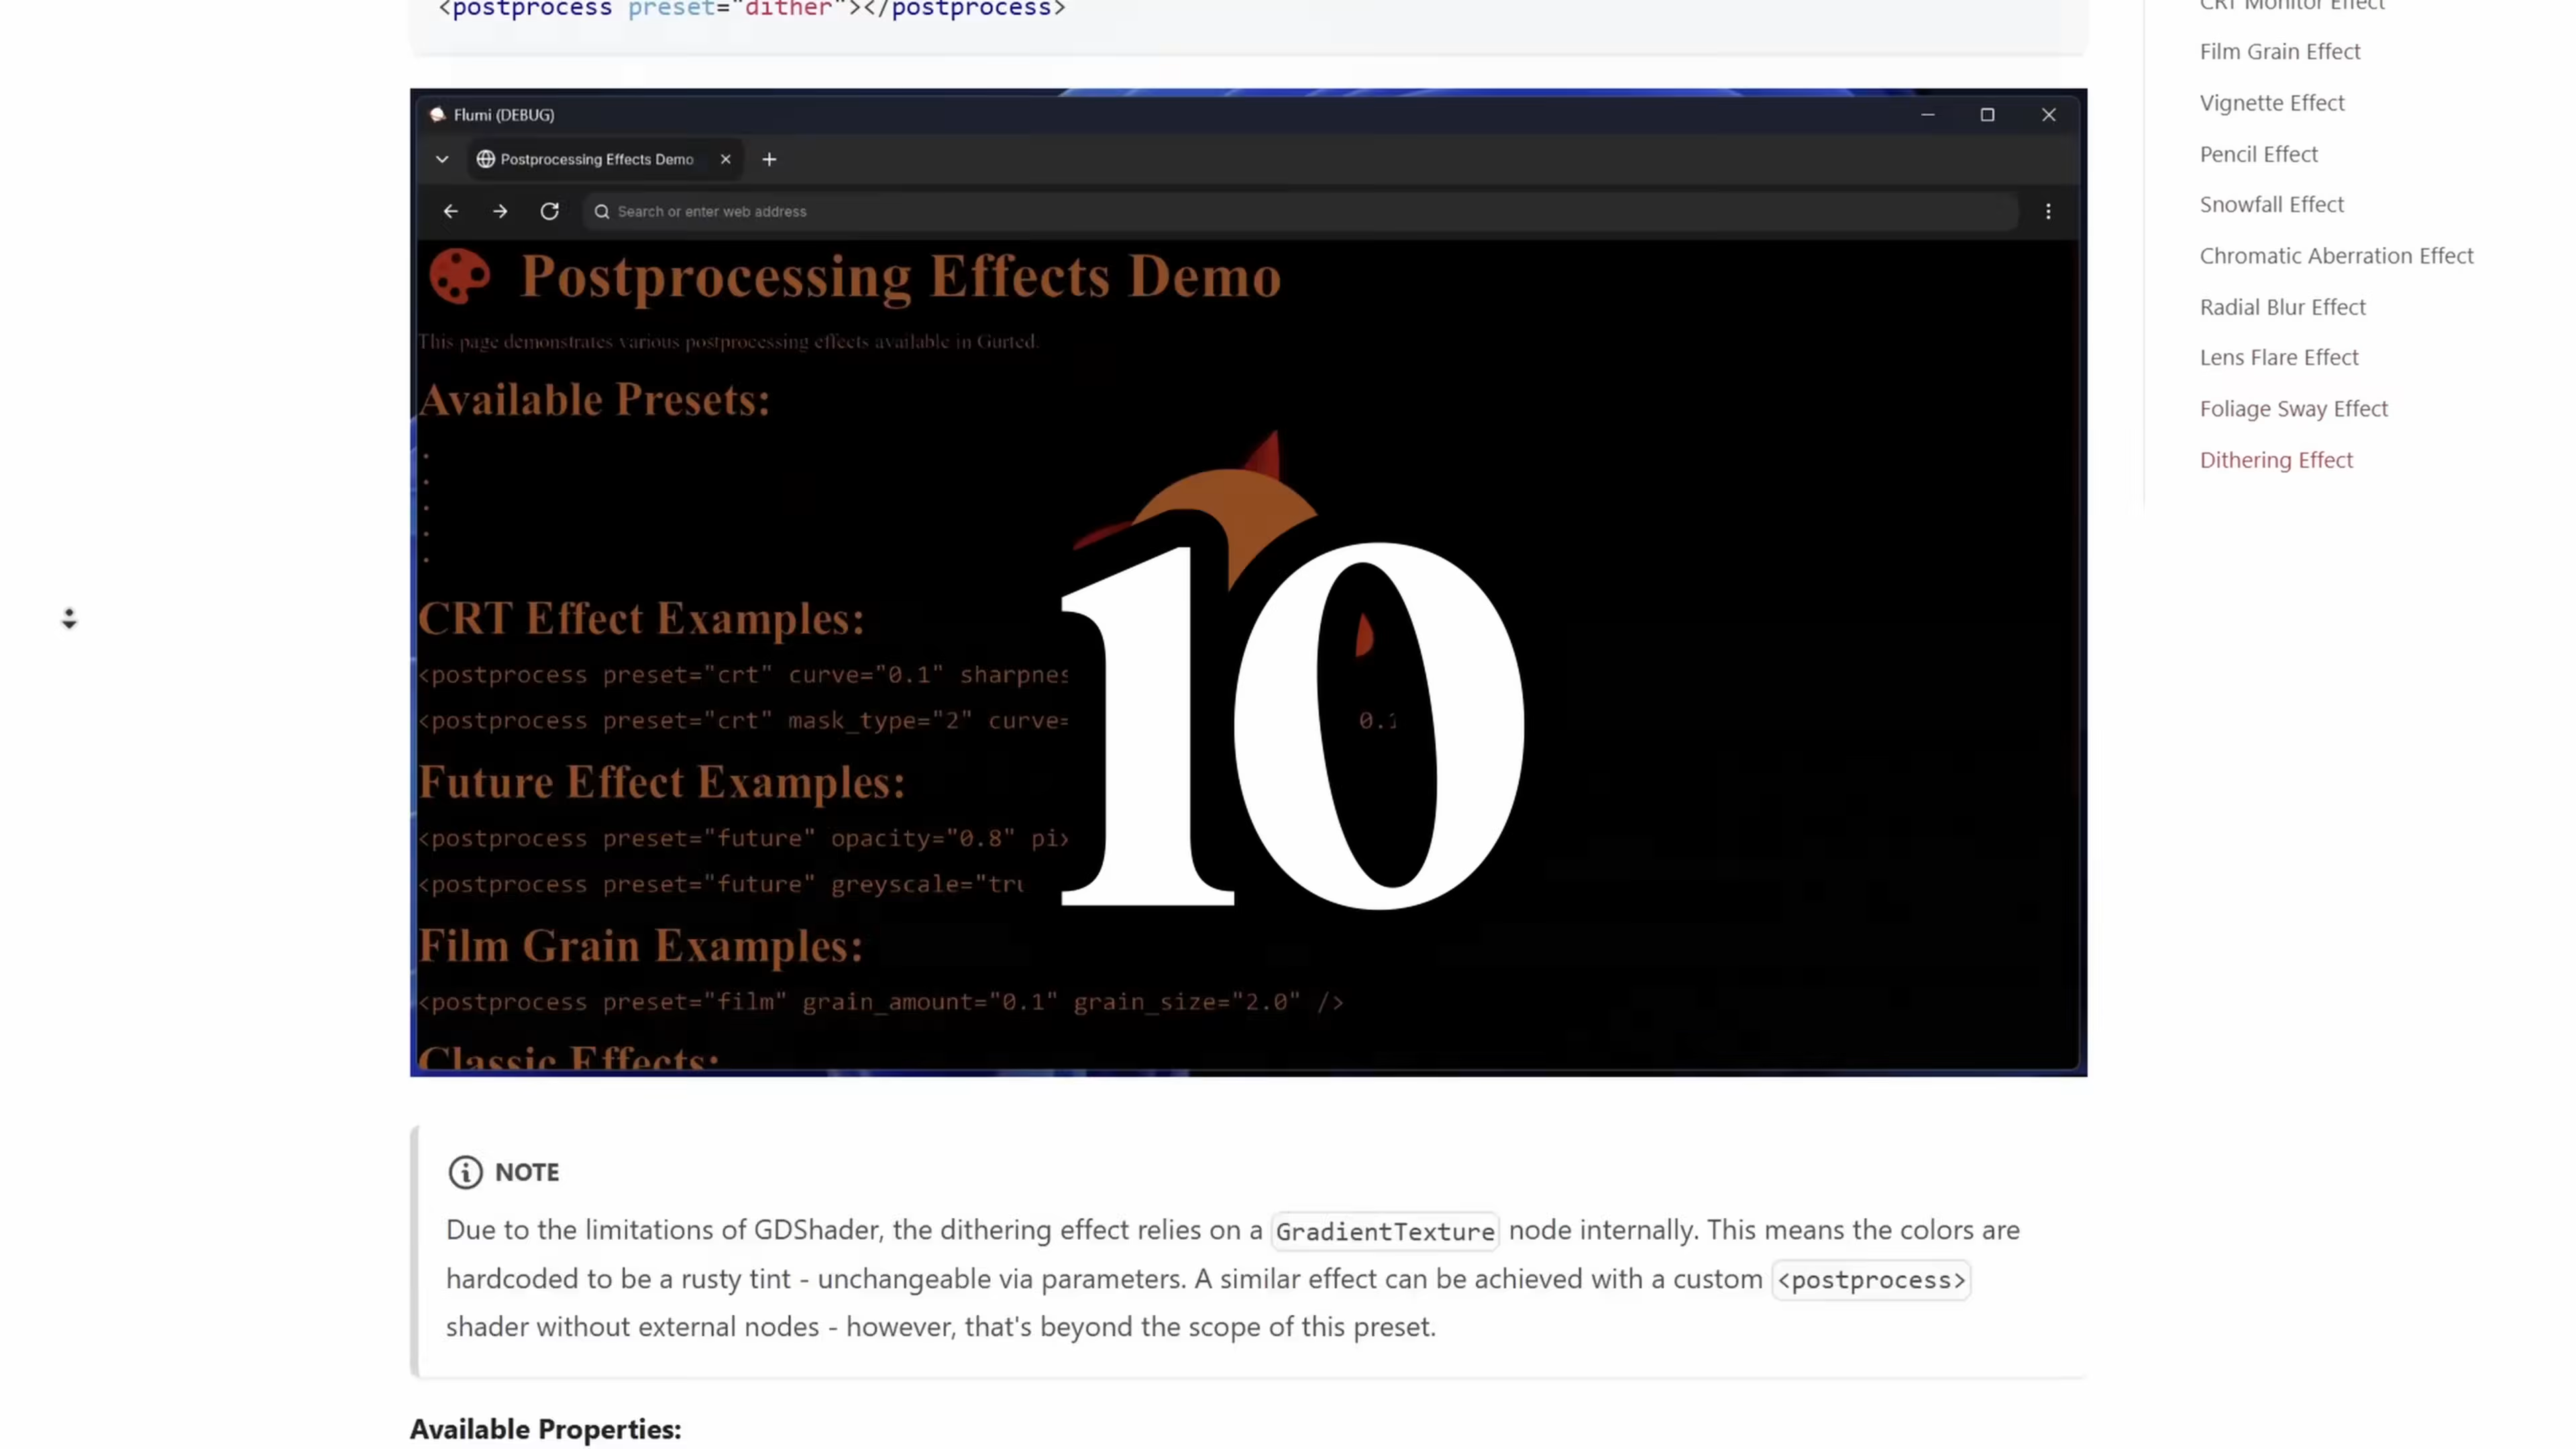 <postprocess preset="dither"></postprocess>
Flumi (DEBUG)
Postprocessing Effects Demo
Search or enter web address
Postprocessing Effects Demo
This page demonstrates various postprocessing effects available in Gurted.
Available Presets:
CRT Effect Examples:
<postprocess preset="crt" curve="0.1" sharpnes
<postprocess preset="crt" mask_type="2" curve= 0.1
Future Effect Examples:
<postprocess preset="future" opacity="0.8" pix
<postprocess preset="future" greyscale="tru
Film Grain Examples:
<postprocess preset="film" grain_amount="0.1" grain_size="2.0" />
Classic Effects:
10
NOTE
Due to the limitations of GDShader, the dithering effect relies on a GradientTexture node internally. This means the colors are
hardcoded to be a rusty tint - unchangeable via parameters. A similar effect can be achieved with a custom <postprocess>
shader without external nodes - however, that's beyond the scope of this preset.
Available Properties:
CRT Monitor Effect
Film Grain Effect
Vignette Effect
Pencil Effect
Snowfall Effect
Chromatic Aberration Effect
Radial Blur Effect
Lens Flare Effect
Foliage Sway Effect
Dithering Effect